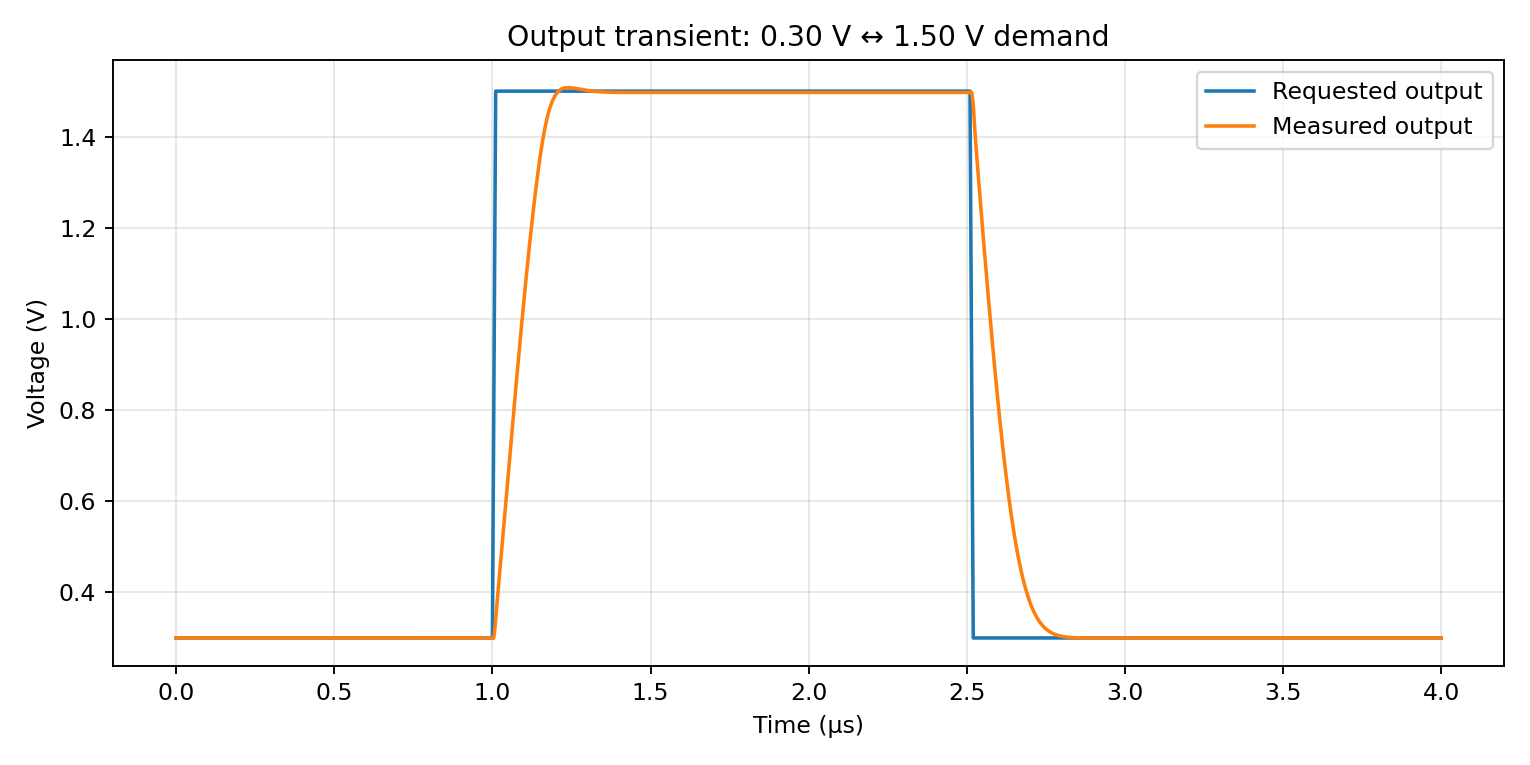 Output transient: 0.30 V ↔ 1.50 V demand
Requested output
Measured output
Voltage (V)
1.4
1.2
1.0
0.8
0.6
0.4
0.0 0.5 1.0 1.5 2.0 2.5 3.0 3.5 4.0
Time (µs)